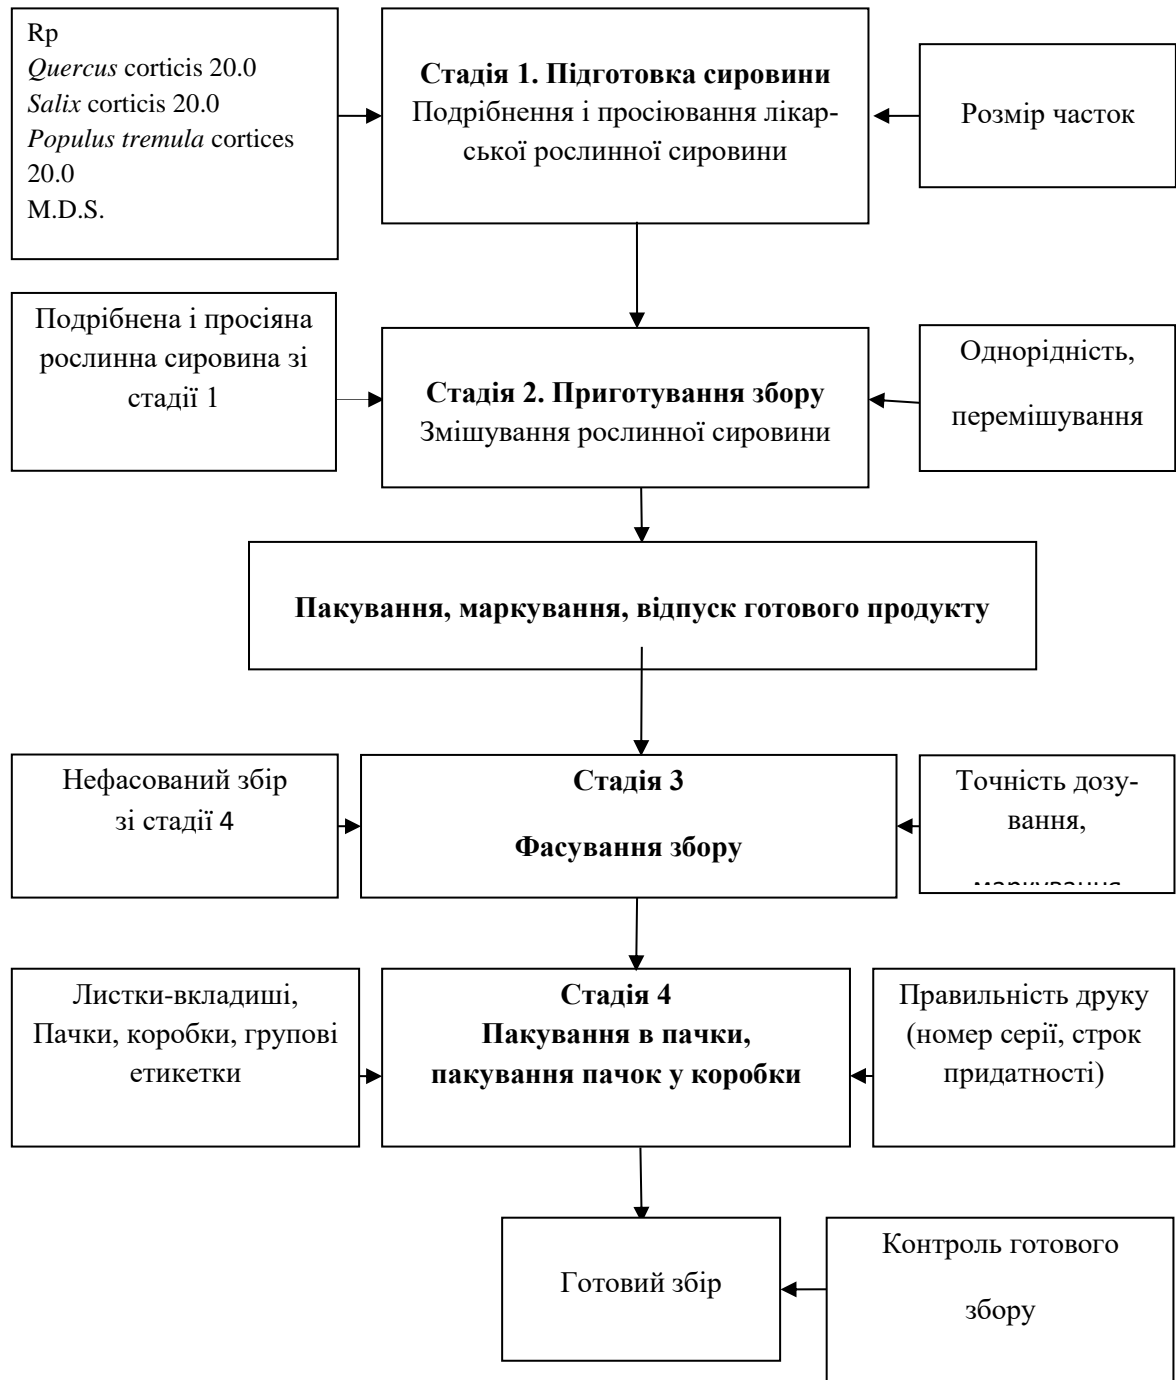 Rp
Quercus corticis 20.0
Salix corticis 20.0
Populus tremula cortices
20.0
M.D.S.
Стадія 1. Підготовка сировини
Подрібнення і просіювання лікар-
ської рослинної сировини
Розмір часток
Подрібнена і просіяна
рослинна сировина зі
стадії 1
Стадія 2. Приготування збору
Змішування рослинної сировини
Однорідність,
перемішування
Пакування, маркування, відпуск готового продукту
Нефасований збір
зі стадії 4
Стадія 3
Фасування збору
Точність дозу-
вання,
маркування
Листки-вкладиші,
Пачки, коробки, групові
етикетки
Стадія 4
Пакування в пачки,
пакування пачок у коробки
Правильність друку
(номер серії, строк
придатності)
Готовий збір
Контроль готового
збору